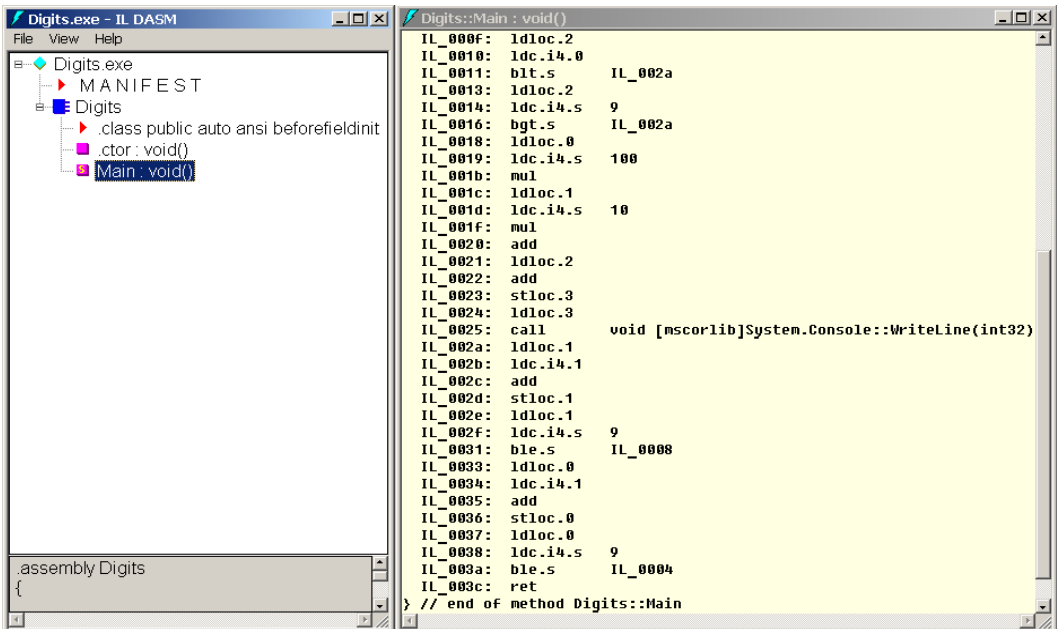 Digits.exe - IL DASM
File View Help
Digits.exe
M A N I F E S T
Digits
.class public auto ansi beforefieldinit
.ctor : void()
S
Main : void()
.assembly Digits
{
Digits::Main : void()
IL_000f: ldloc.2
IL_0010: ldc.i4.0
IL_0011: blt.s IL_002a
IL_0013: ldloc.2
IL_0014: ldc.i4.s 9
IL_0016: bgt.s IL_002a
IL_0018: ldloc.0
IL_0019: ldc.i4.s 100
IL_001b: mul
IL_001c: ldloc.1
IL_001d: ldc.i4.s 10
IL_001f: mul
IL_0020: add
IL_0021: ldloc.2
IL_0022: add
IL_0023: stloc.3
IL_0024: ldloc.3
IL_0025: call void [mscorlib]System.Console::WriteLine(int32)
IL_002a: ldloc.1
IL_002b: ldc.i4.1
IL_002c: add
IL_002d: stloc.1
IL_002e: ldloc.1
IL_002f: ldc.i4.s 9
IL_0031: ble.s IL_0008
IL_0033: ldloc.0
IL_0034: ldc.i4.1
IL_0035: add
IL_0036: stloc.0
IL_0037: ldloc.0
IL_0038: ldc.i4.s 9
IL_003a: ble.s IL_0004
IL_003c: ret
} // end of method Digits::Main